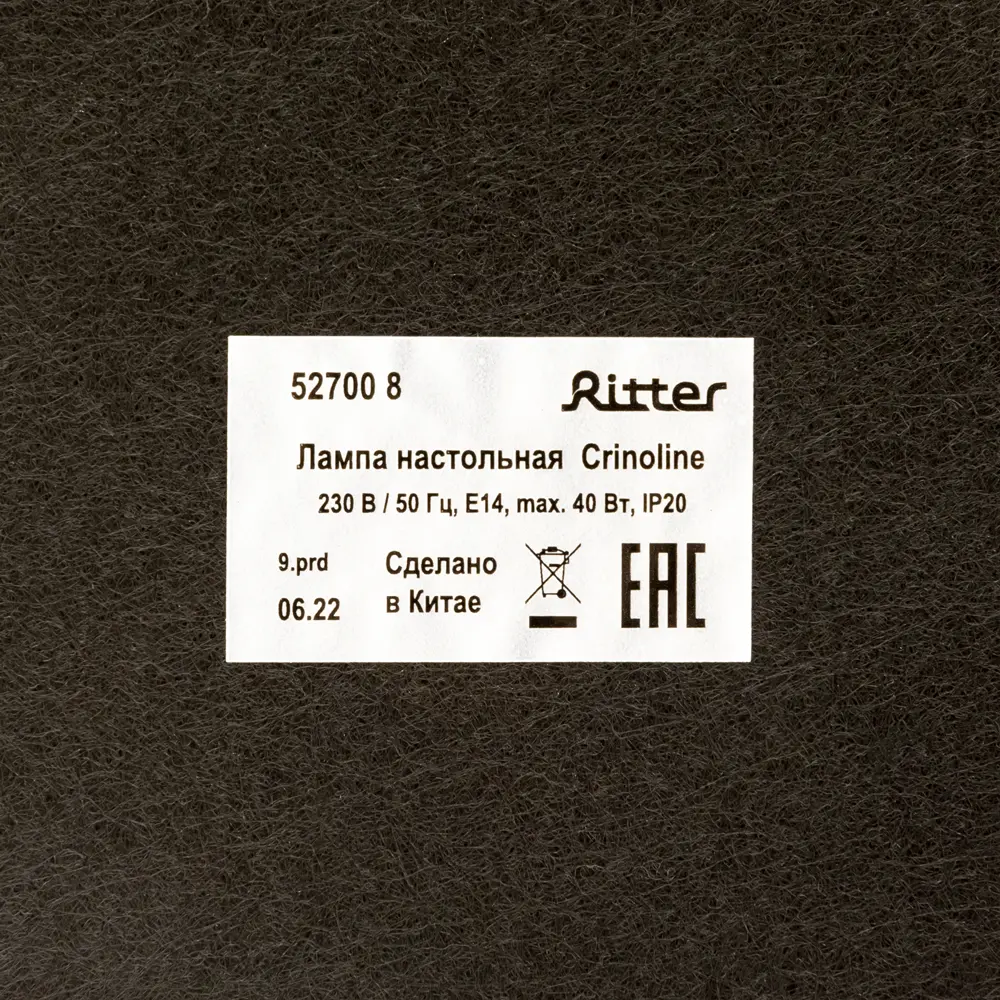 52700 8
Ritter
Лампа настольная Crinoline
230 В / 50 Гц, E14, max. 40 Вт, IP20
9.prd
06.22
Сделано
в Китае
EAC